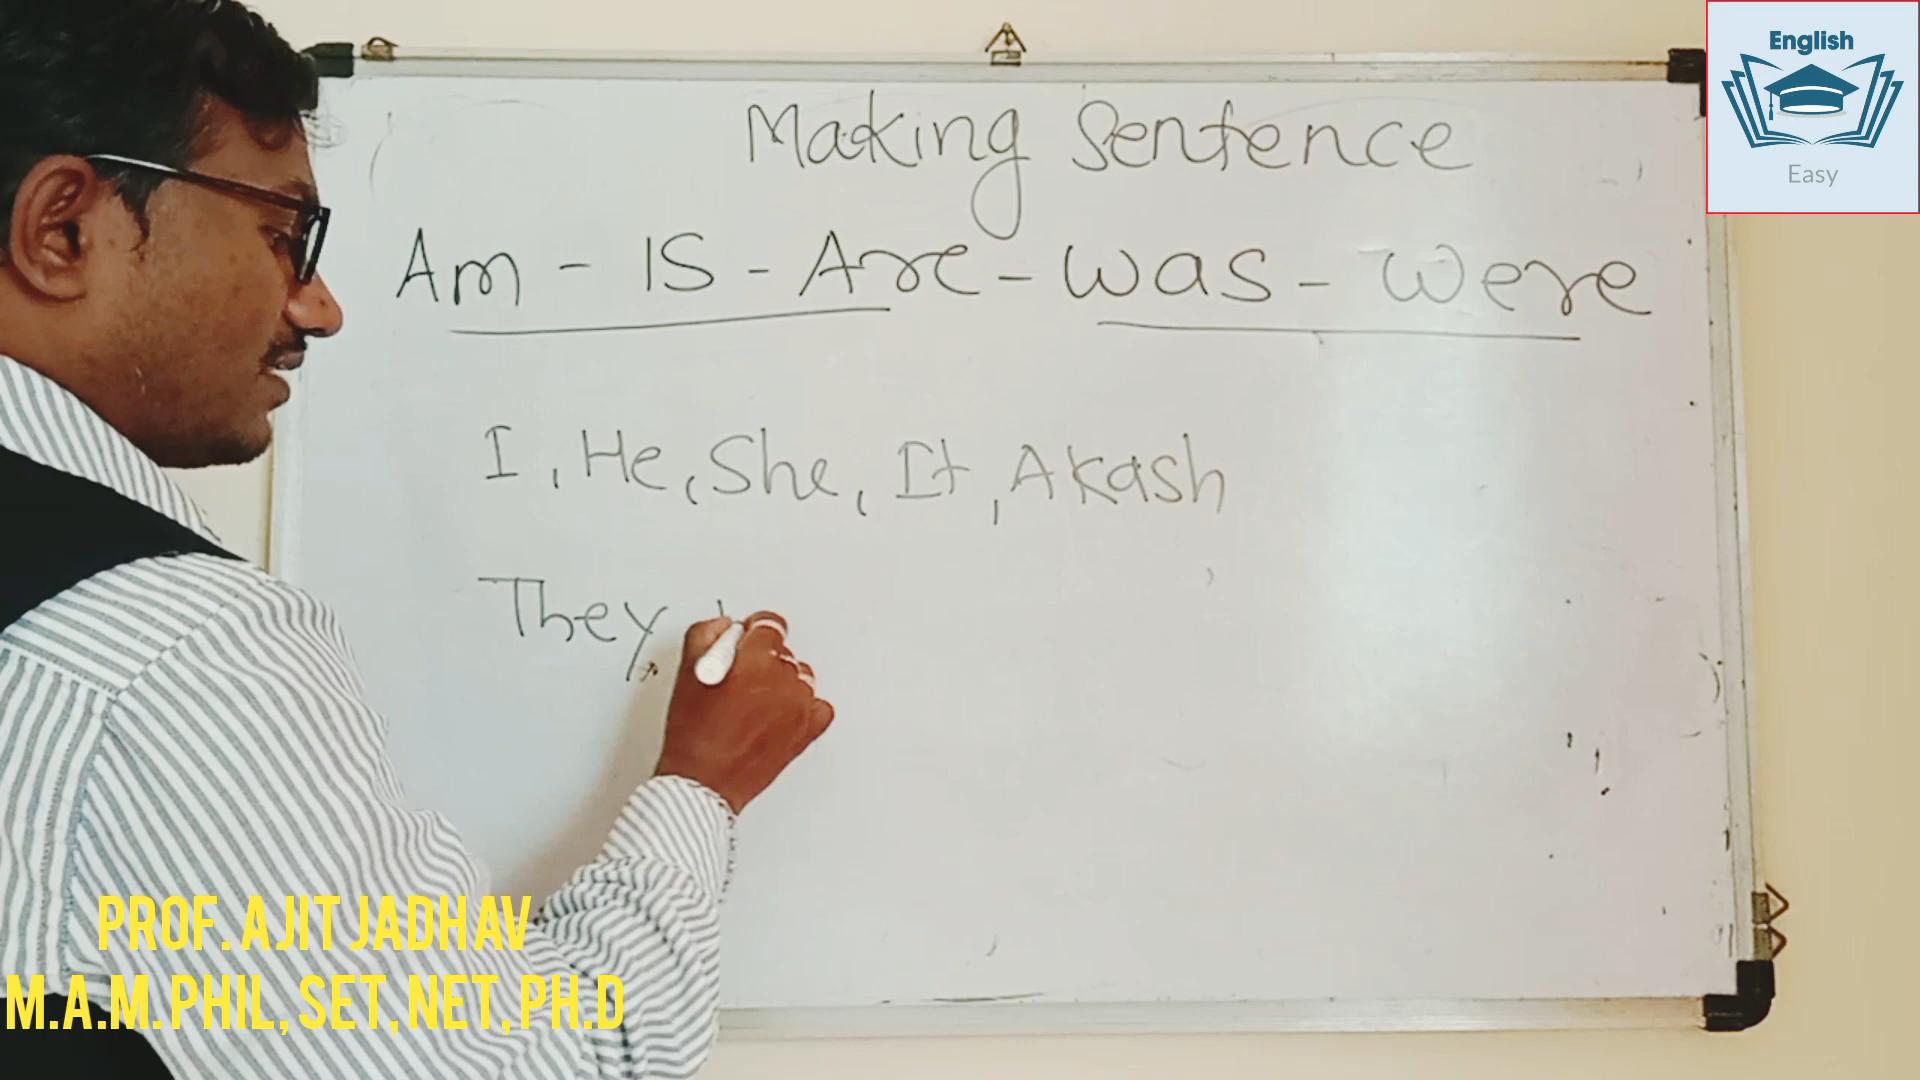 Making Sentence
Am - IS - Are - was - were
I, He, She, It, Akash
They
English
Easy
PROF. AJIT JADHAV
M.A.M.PHIL, SET, NET, PH.D